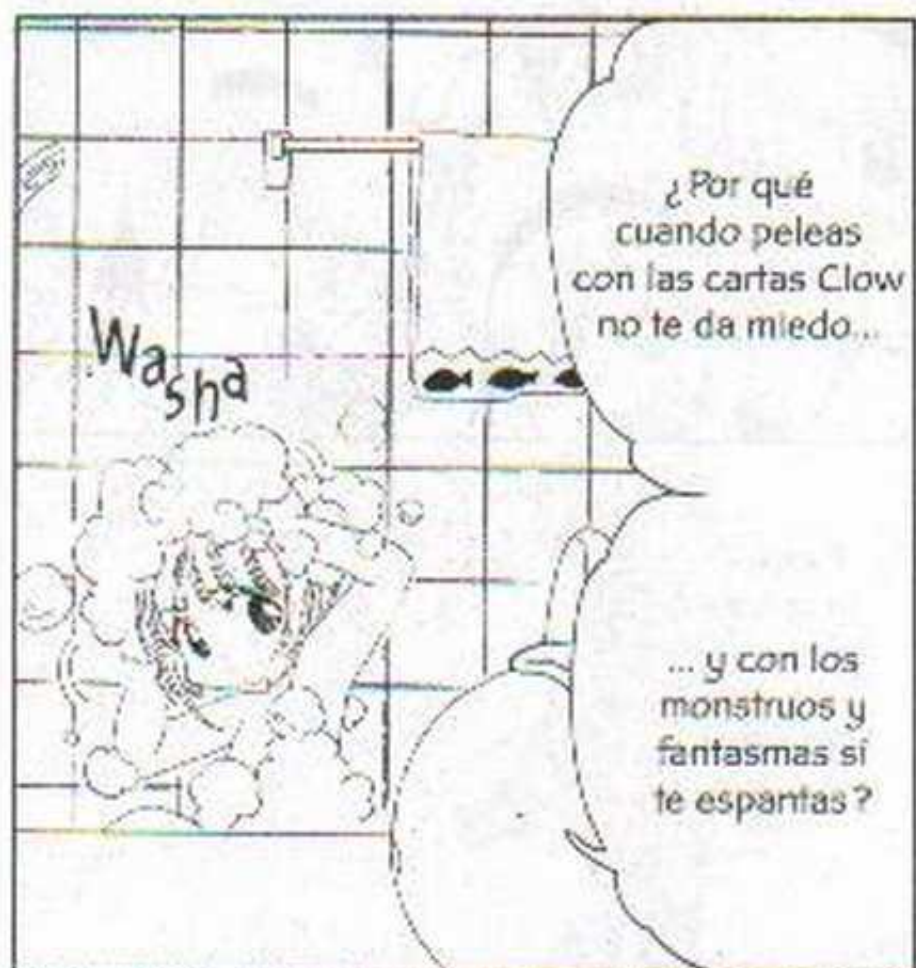 ¿Por qué
cuando peleas
con las cartas Clow
no te da miedo...
Washa
... y con los
monstruos y
fantasmas sí
te espantas?